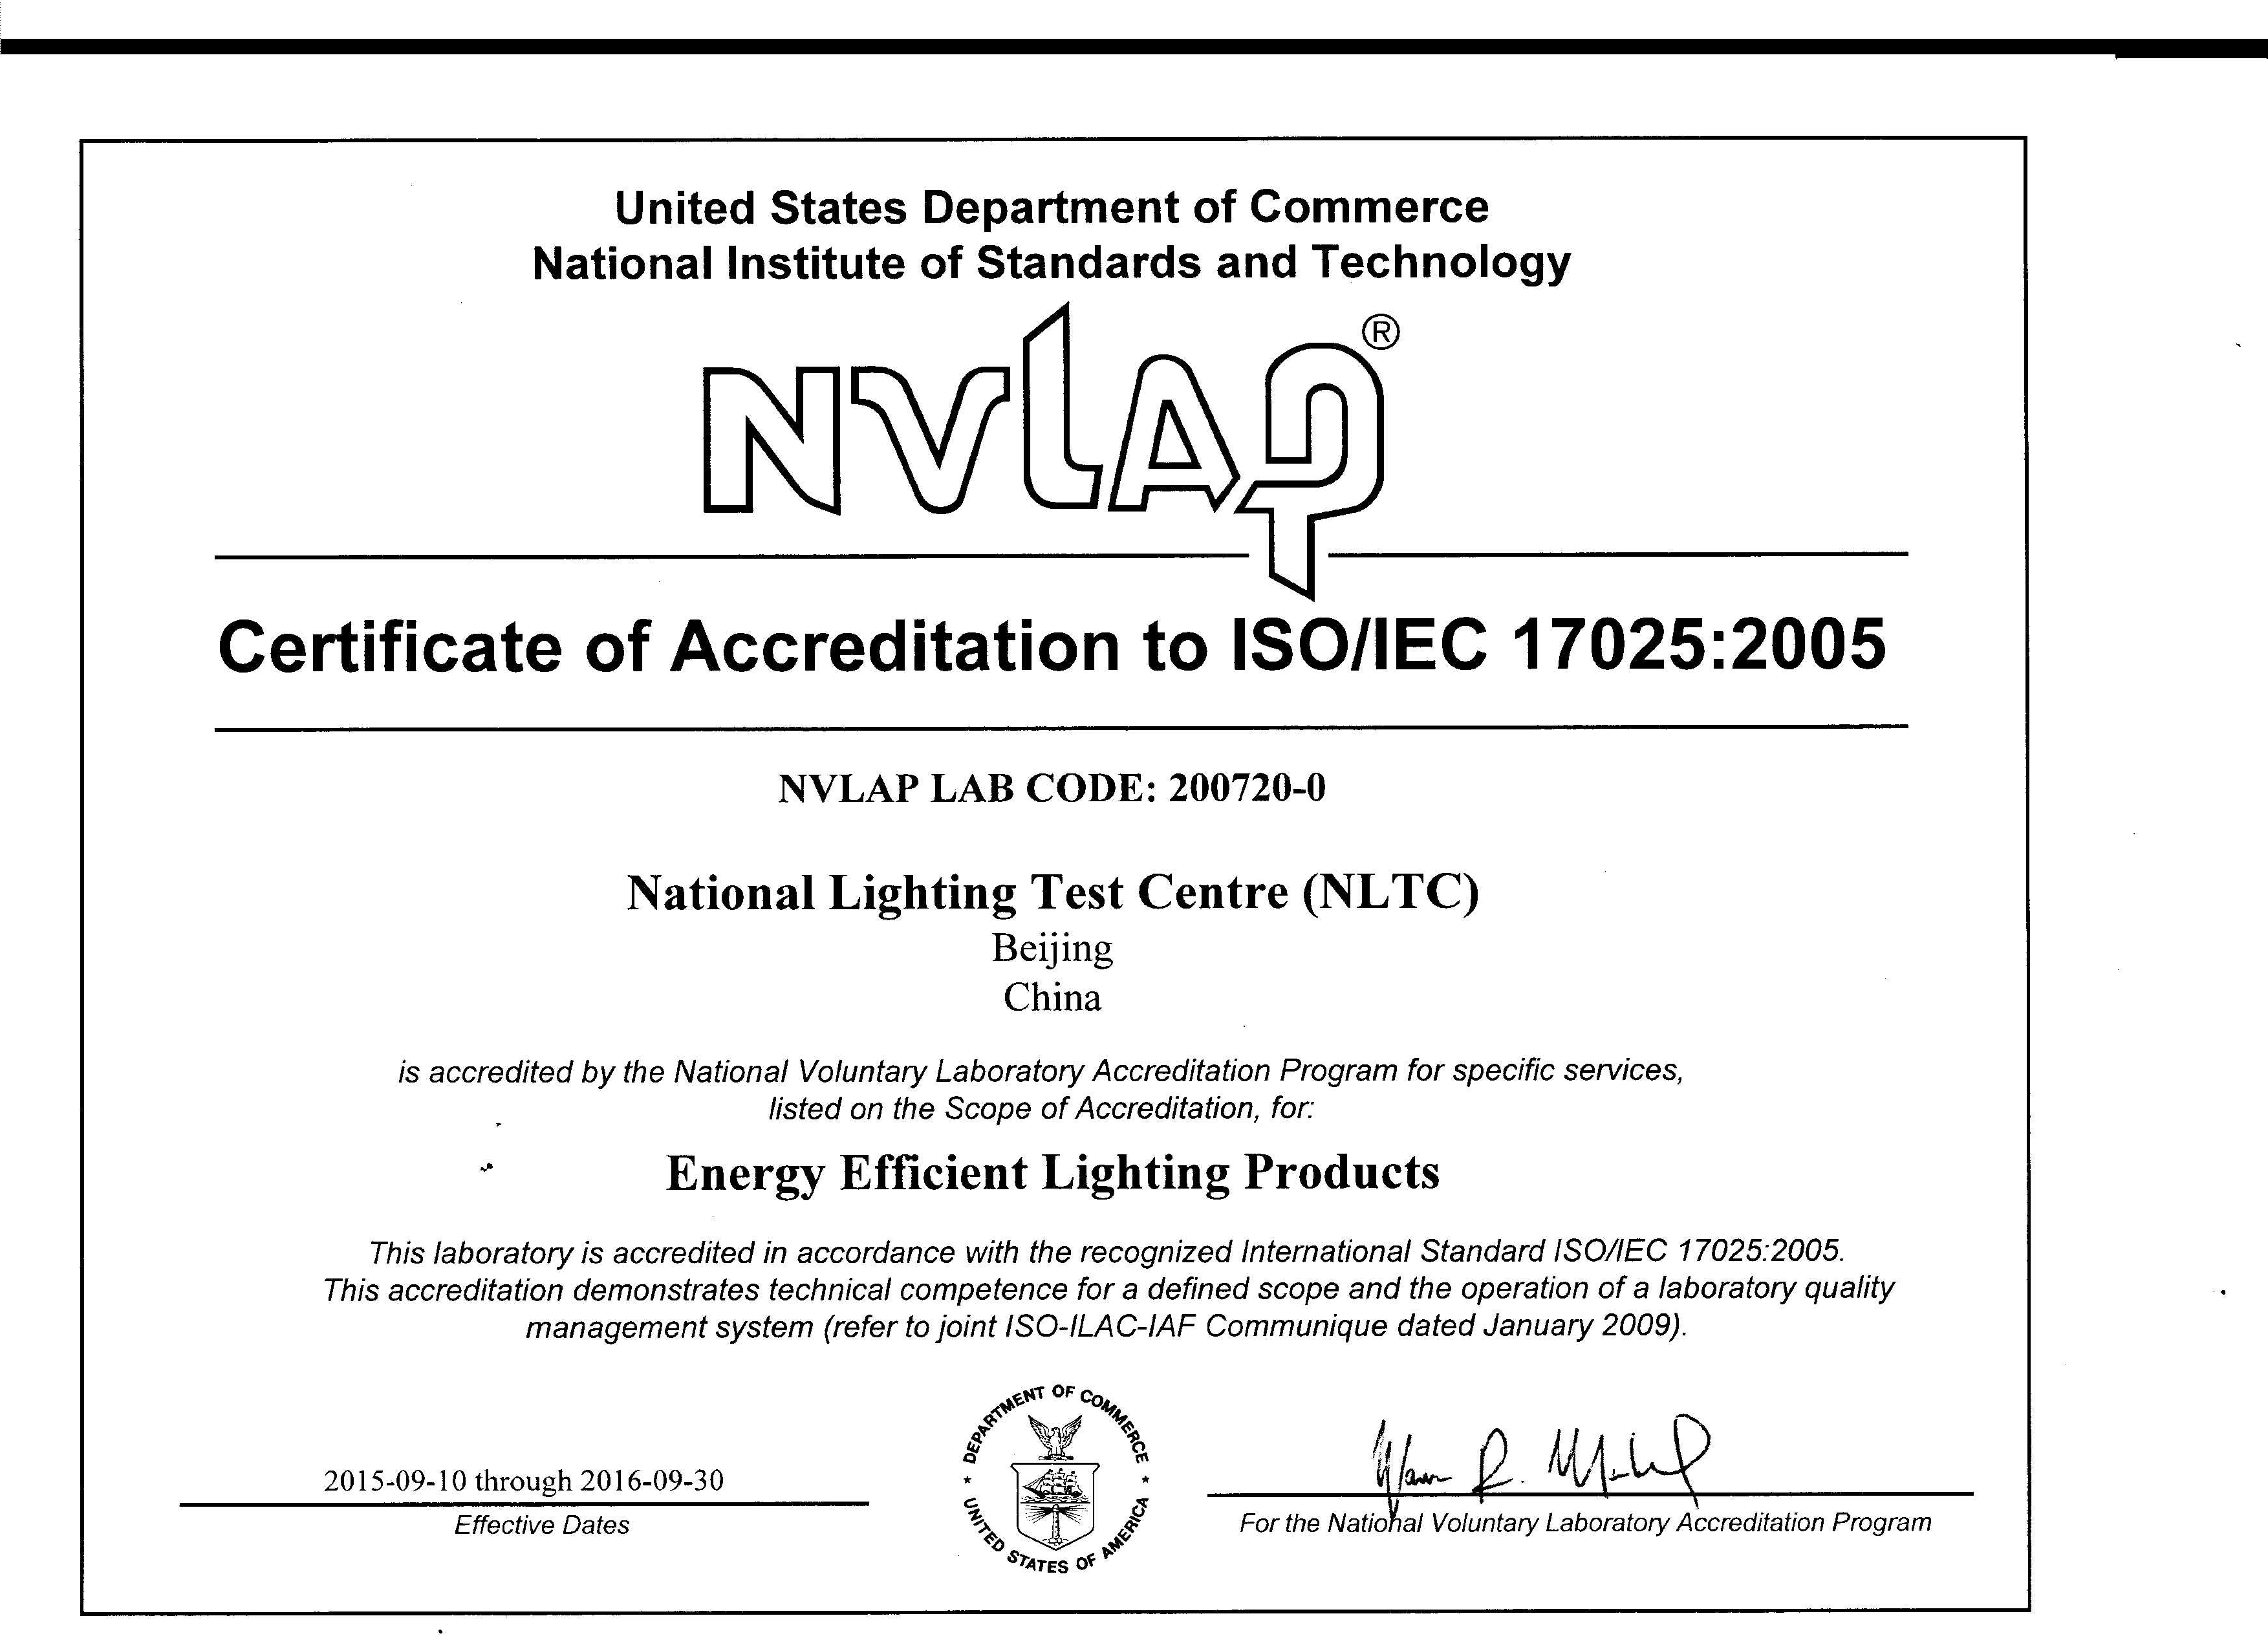 United States Department of Commerce
National Institute of Standards and Technology
NVLAP®
Certificate of Accreditation to ISO/IEC 17025:2005
NVLAP LAB CODE: 200720-0
National Lighting Test Centre (NLTC)
Beijing
China
is accredited by the National Voluntary Laboratory Accreditation Program for specific services,
listed on the Scope of Accreditation, for:
Energy Efficient Lighting Products
This laboratory is accredited in accordance with the recognized International Standard ISO/IEC 17025:2005.
This accreditation demonstrates technical competence for a defined scope and the operation of a laboratory quality
management system (refer to joint ISO-ILAC-IAF Communique dated January 2009).
2015-09-10 through 2016-09-30
Effective Dates
DEPARTMENT OF COMMERCE
* UNITED STATES OF AMERICA *
For the National Voluntary Laboratory Accreditation Program